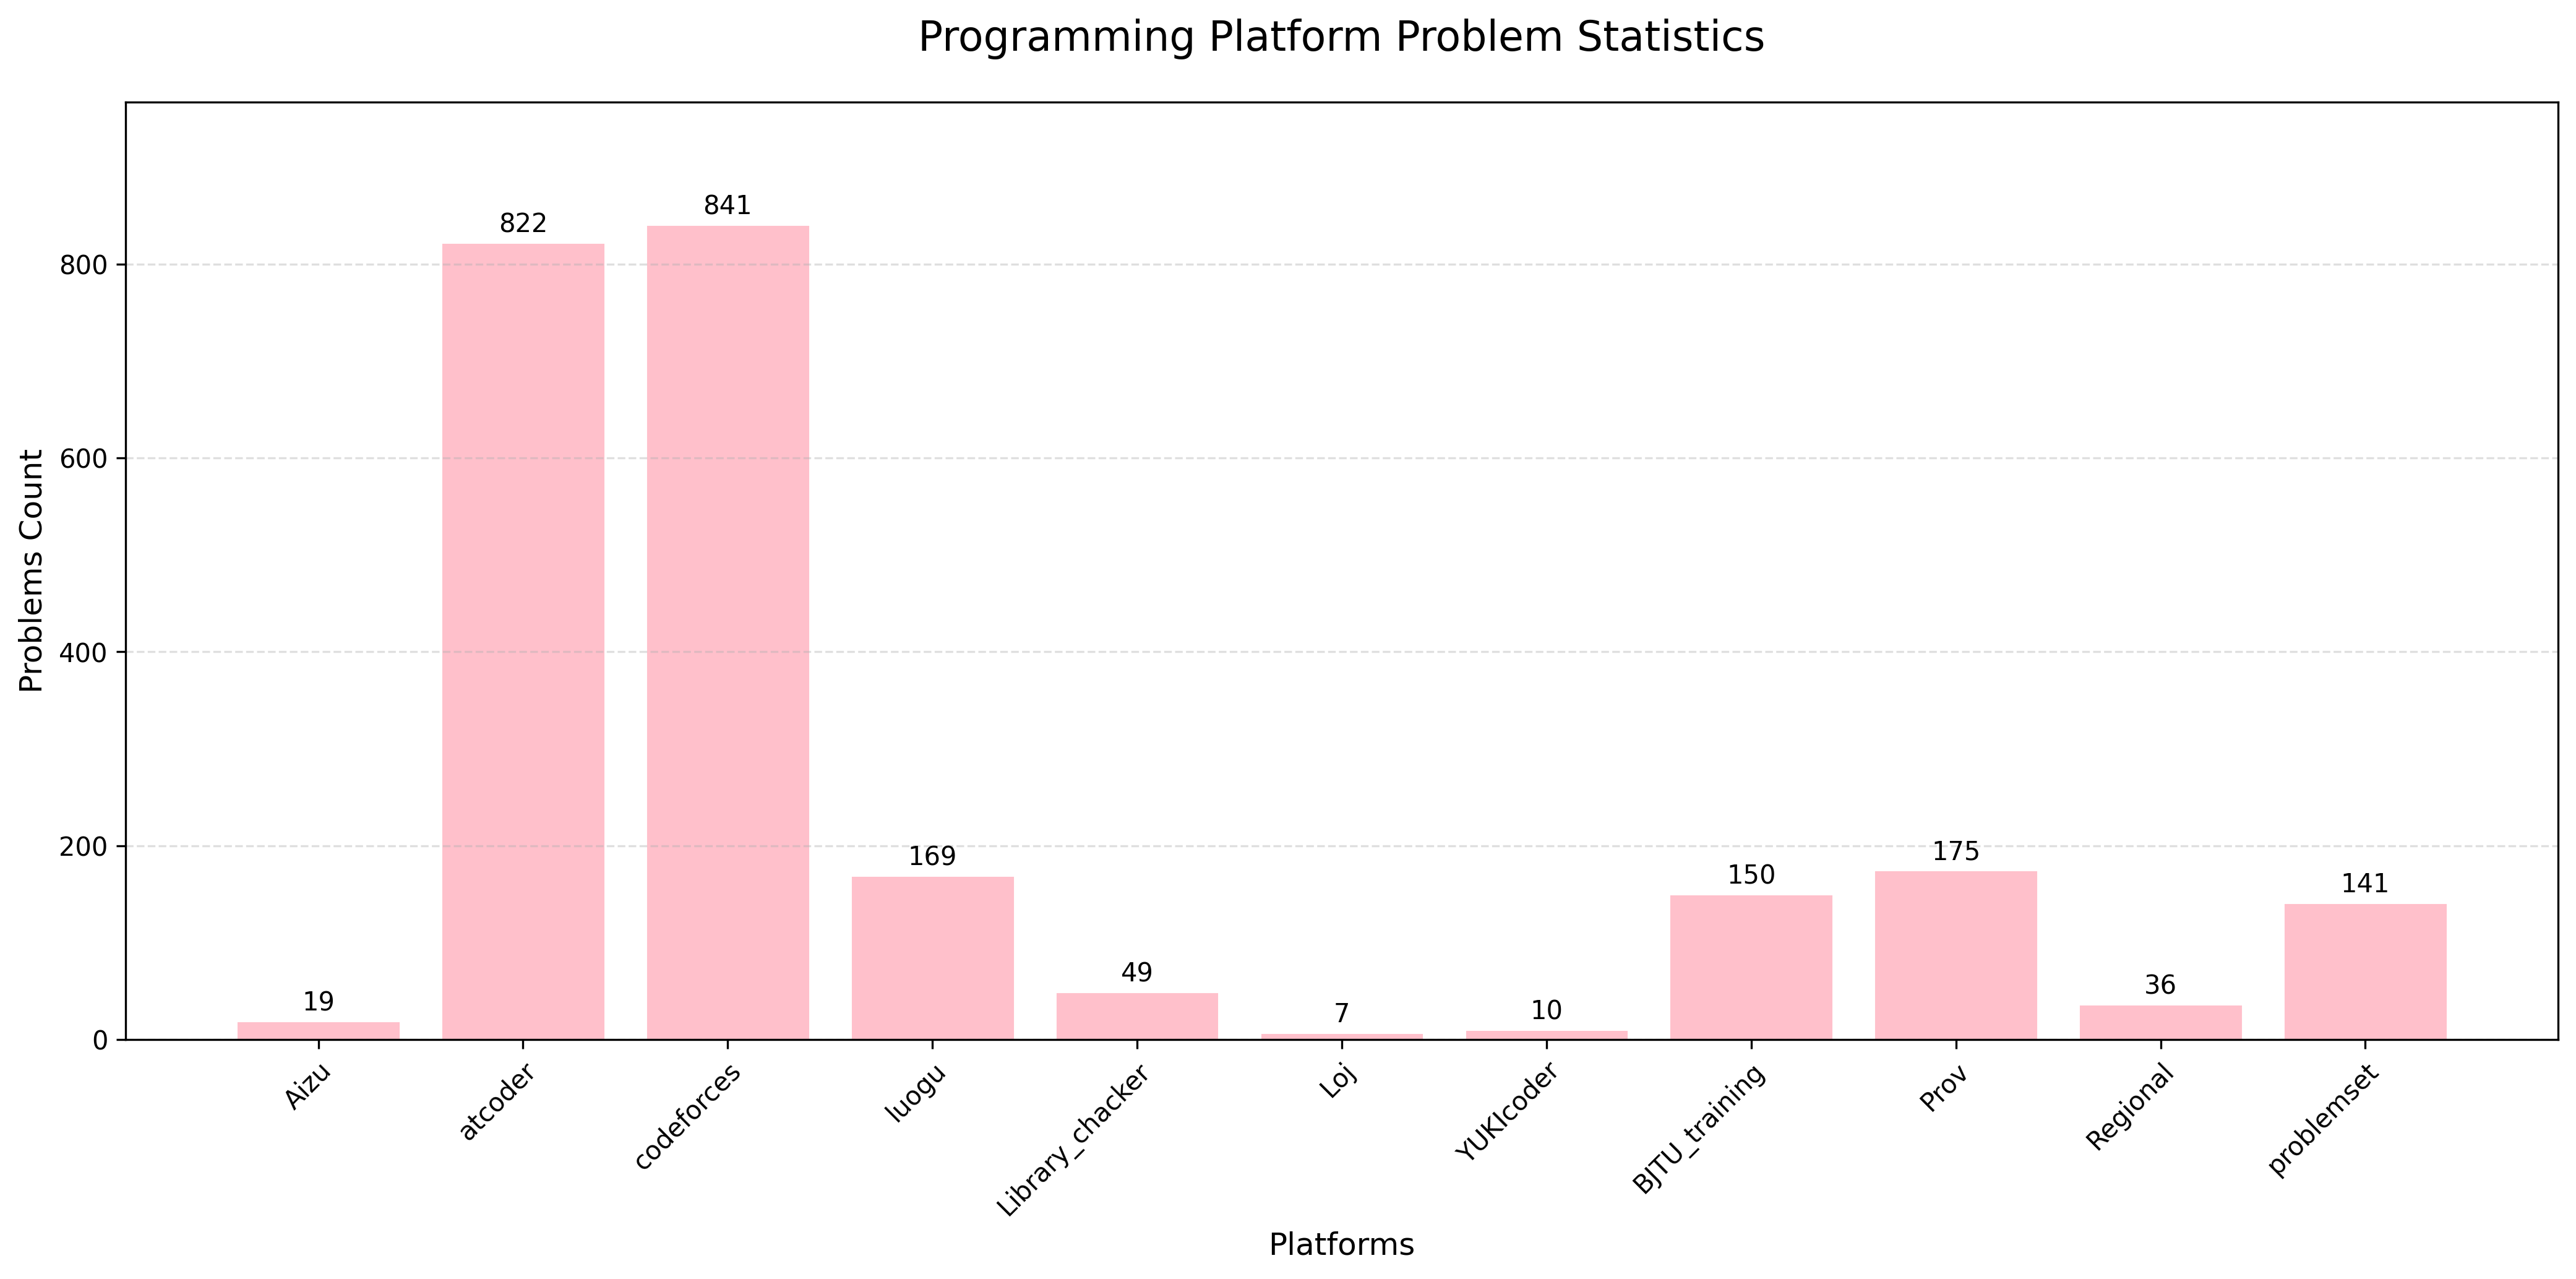 Programming Platform Problem Statistics
Problems Count
800
600
400
200
0
19
822
841
169
49
7
10
150
175
36
141
Aizu
atcoder
codeforces
luogu
Library_chacker
Loj
YUKIcoder
BJTU_training
Prov
Regional
problemset
Platforms